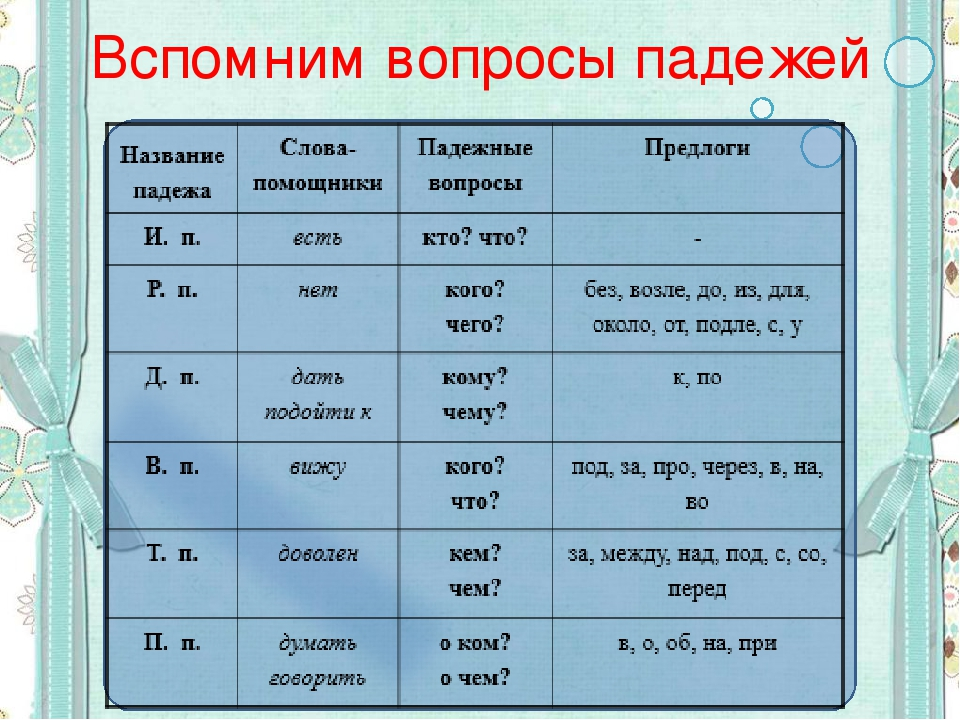 Вспомним вопросы падежей
Название падежа Слова-помощники Падежные вопросы Предлоги
И. п. есть кто? что? -
Р. п. нет кого? чего? без, возле, до, из, для, около, от, подле, с, у
Д. п. дать подойти к кому? чему? к, по
В. п. вижу кого? что? под, за, про, через, в, на, во
Т. п. доволен кем? чем? за, между, над, под, с, со, перед
П. п. думать говорить о ком? о чем? в, о, об, на, при